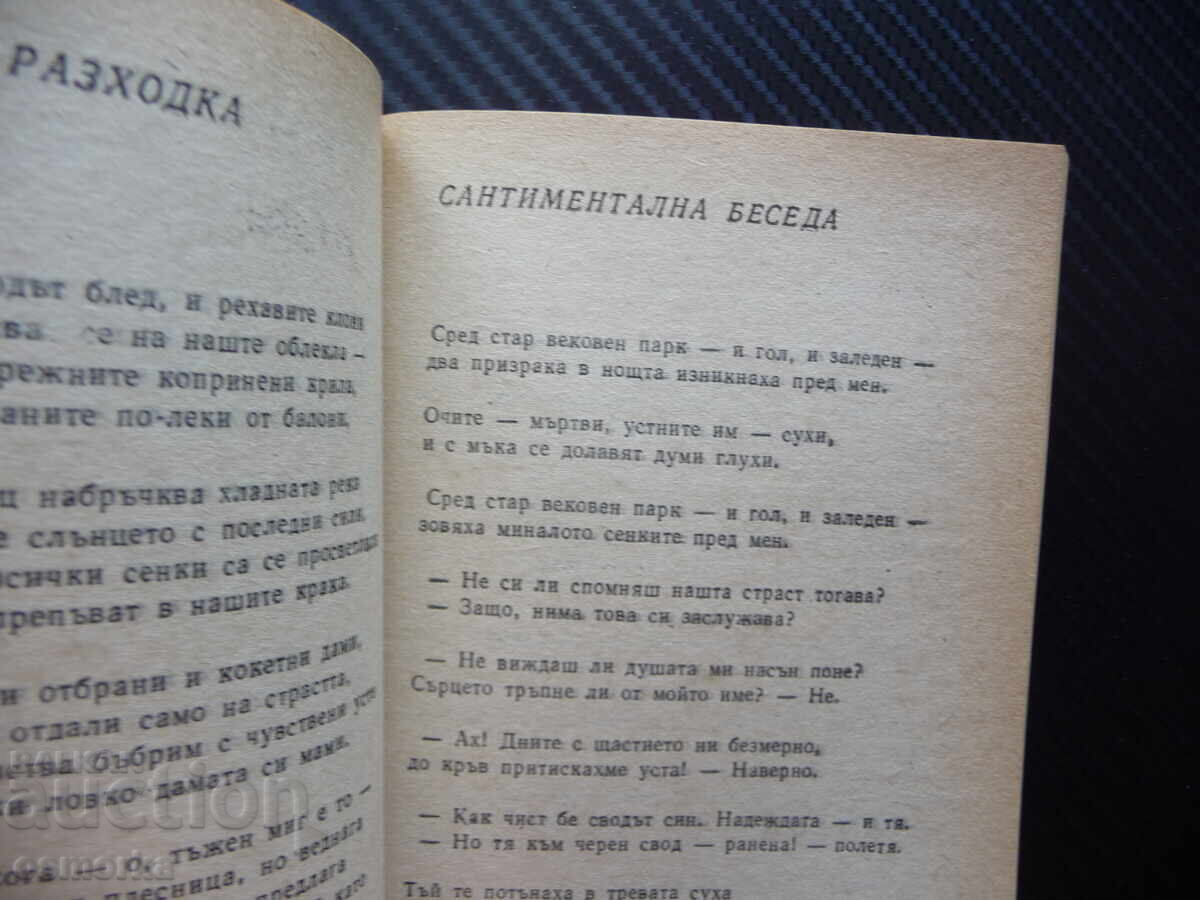 РАЗХОДКА
блед, и рехавите клони
се на наште облекла —
копринени крила,
по-леки от балони.
набръчква хладната река
слънцето с последни сили,
сенки са се
препъват в нашите крака.
и отбрани и кокетни дами,
отдали само на страстта,
бъбрим с чувствени уста
ловко дамата си мами.
— о, тъжен миг е то —
плесница, но веднага
предлага
като
САНТИМЕНТАЛНА БЕСЕДА
Сред стар вековен парк — и гол, и заледен —
два призрака в нощта изникнаха пред мен.
Очите — мъртви, устните им — сухи,
и с мъка се долавят думи глухи.
Сред стар вековен парк — и гол, и заледен —
зовяха миналото сенките пред мен.
— Не си ли спомняш нашта страст тогава?
— Защо, нима това си заслужава?
— Не виждаш ли душата ми насън поне?
Сърцето тръпне ли от мойто име? — Не.
— Ах! Дните с щастието ни безмерно,
до кръв притискахме уста! — Наверно.
— Как чист бе сводът син. Надеждата — и тя.
— Но тя към черен свод — ранена! — полетя.
Тъй те потънаха в тревата суха
auction
osmorka